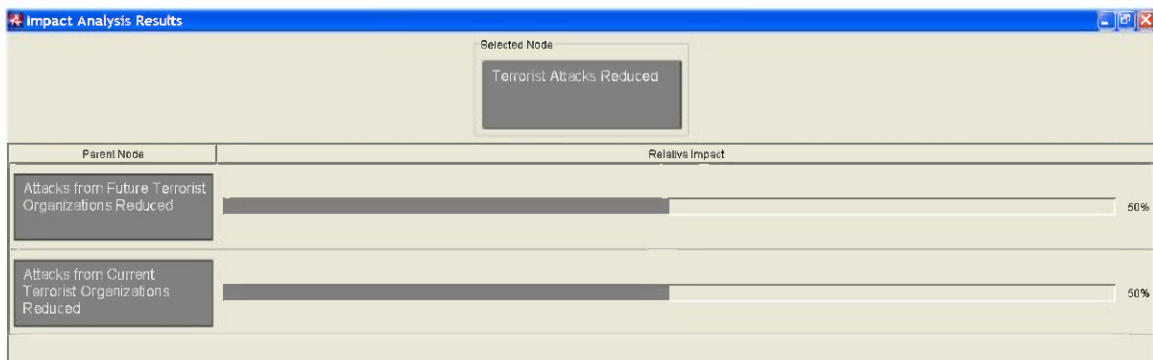 Impact Analysis Results
Selected Node
Terrorist Attacks Reduced
Parent Node
Relative Impact
Attacks from Future Terrorist
Organizations Reduced
50%
Attacks from Current
Terrorist Organizations
Reduced
50%